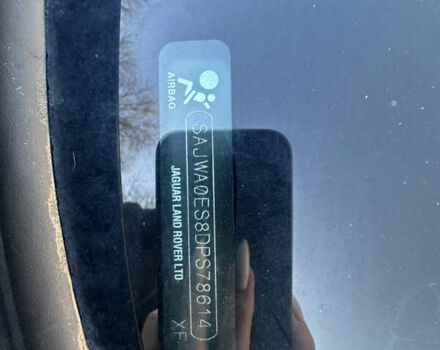 AIRBAG
SAJWA0ES8DPS78614
JAGUAR LAND ROVER LTD
XF